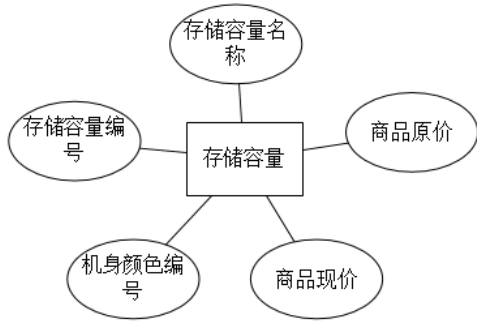 存储容量名
称
存储容量编
号
商品原价
存储容量
机身颜色编
号
商品现价